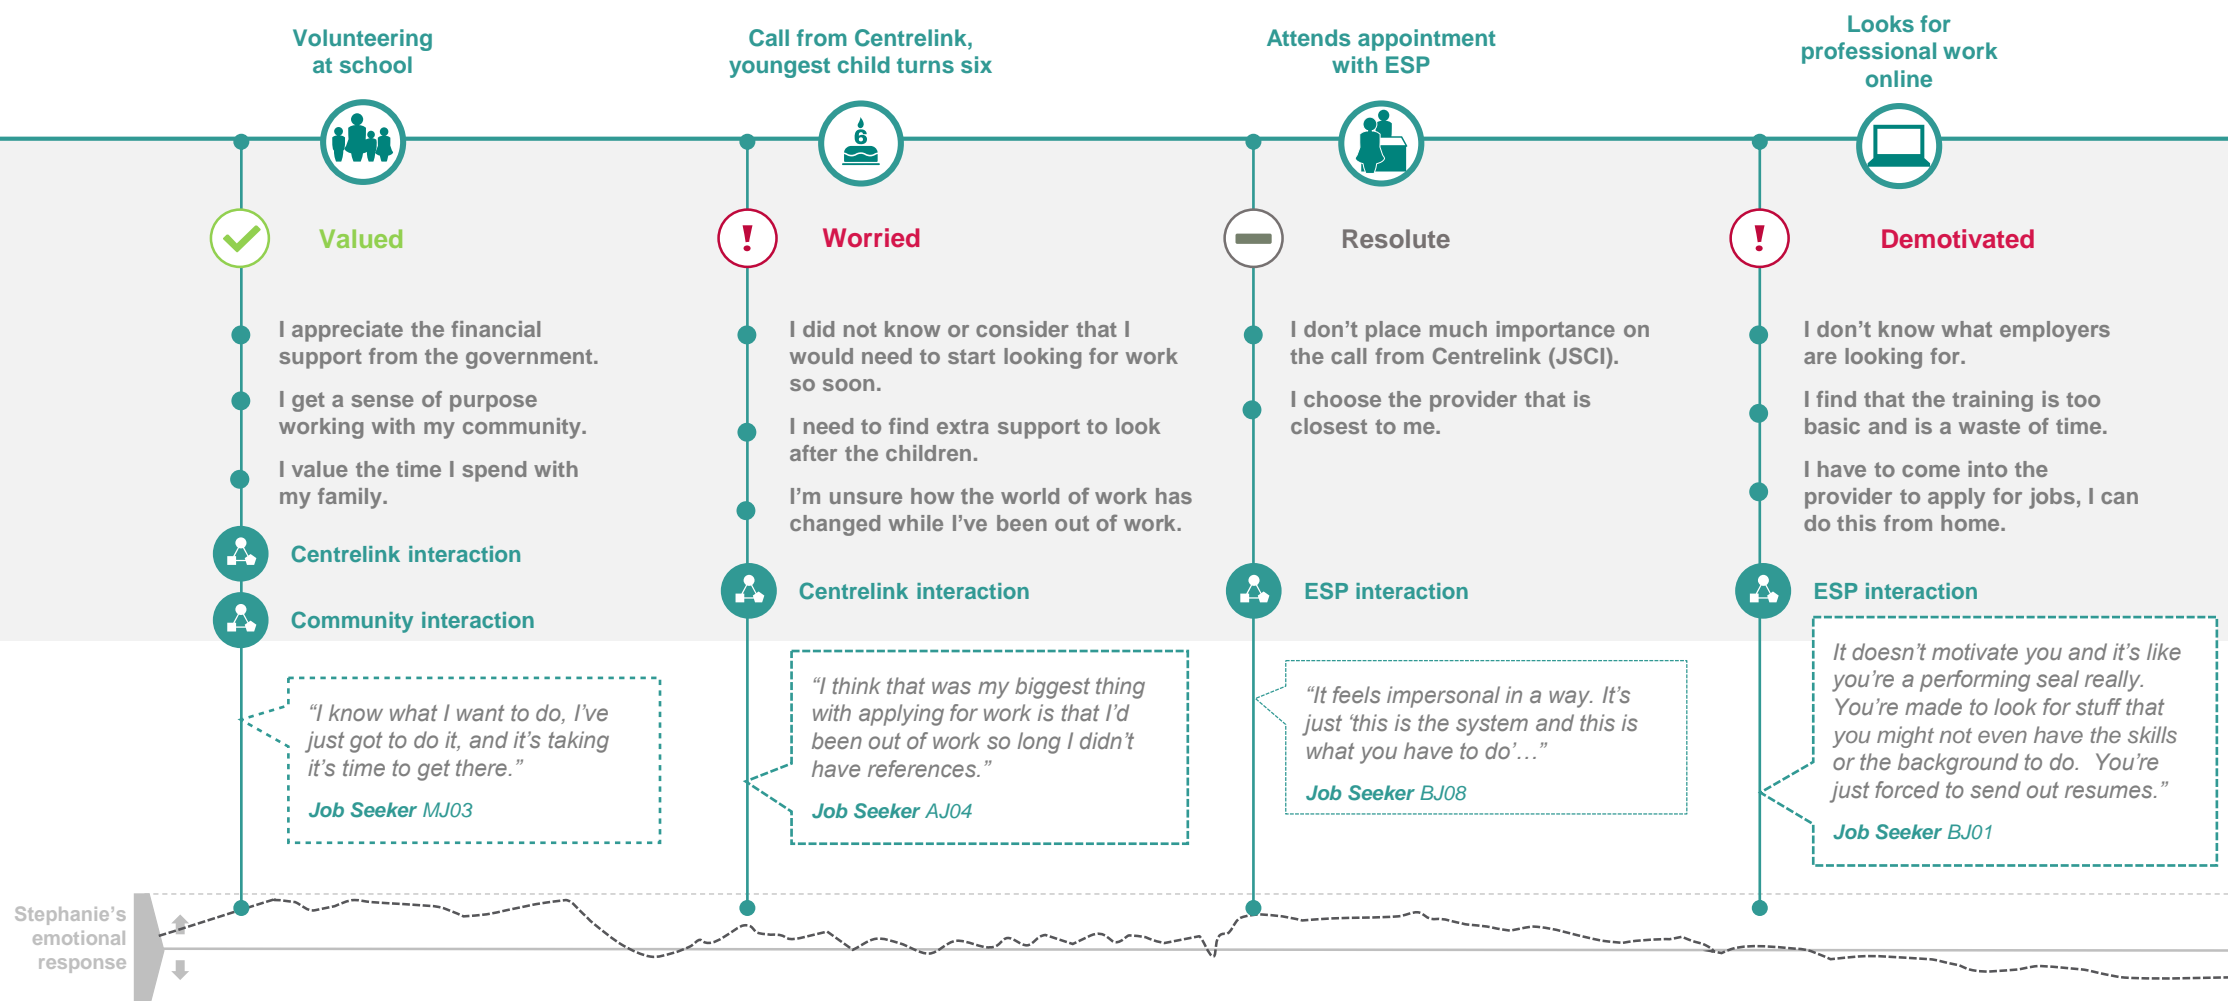 Volunteering
at school
Call from Centrelink,
youngest child turns six
Attends appointment
with ESP
Looks for
professional work
online
6
Valued
!
Worried
Resolute
!
Demotivated
I appreciate the financial
support from the government.
I get a sense of purpose
working with my community.
I value the time I spend with
my family.
Centrelink interaction
Community interaction
“I know what I want to do, I’ve
just got to do it, and it’s taking
it’s time to get there.”
Job Seeker MJ03
I did not know or consider that I
would need to start looking for work
so soon.
I need to find extra support to look
after the children.
I’m unsure how the world of work has
changed while I’ve been out of work.
Centrelink interaction
“I think that was my biggest thing
with applying for work is that I’d
been out of work so long I didn’t
have references.”
Job Seeker AJ04
I don’t place much importance on
the call from Centrelink (JSCI).
I choose the provider that is
closest to me.
ESP interaction
“It feels impersonal in a way. It’s
just ‘this is the system and this is
what you have to do’…”
Job Seeker BJ08
I don’t know what employers
are looking for.
I find that the training is too
basic and is a waste of time.
I have to come into the
provider to apply for jobs, I can
do this from home.
ESP interaction
It doesn’t motivate you and it’s like
you’re a performing seal really.
You’re made to look for stuff that
you might not even have the skills
or the background to do.  You’re
just forced to send out resumes.”
Job Seeker BJ01
Stephanie’s
emotional
response